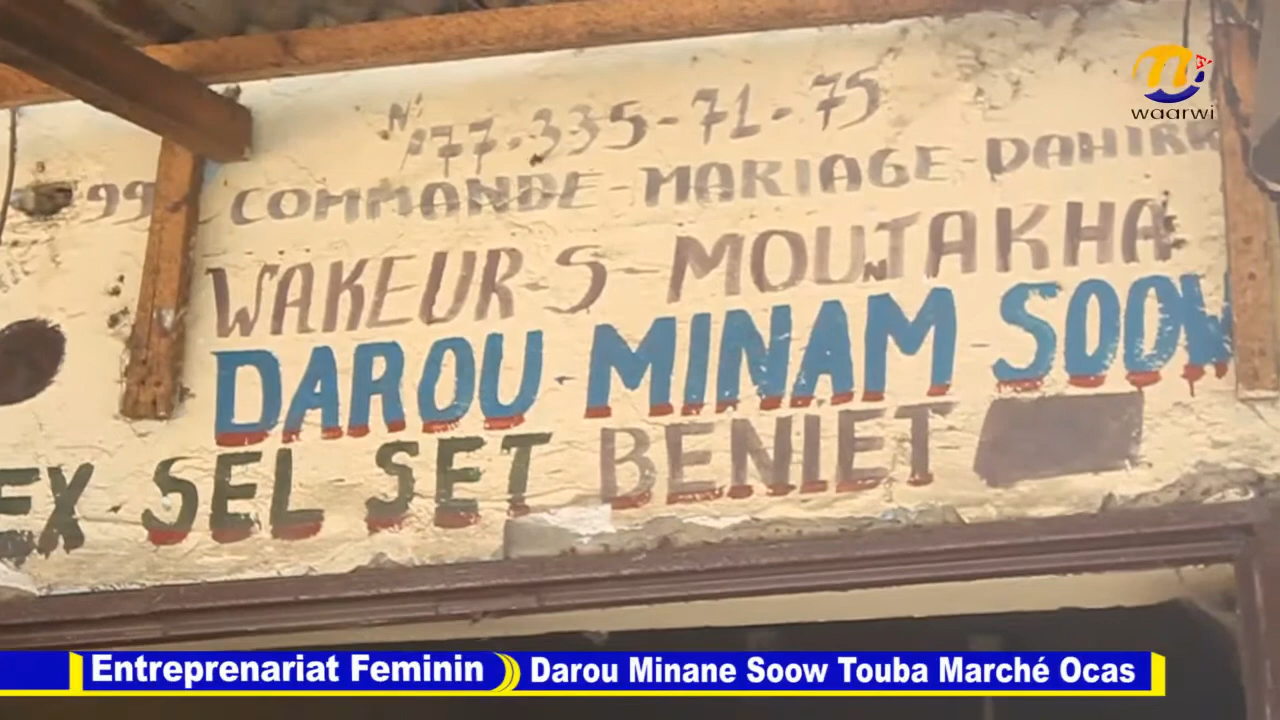 N° 77-335-71-75
99 COMMANDE-MARIAGE-DAHIRA
WAKEUR-S-MOUNTAKHA
DAROU-MINAM-SOOW
EX SEL SET BENIET
waarwi
Entreprenariat Feminin Darou Minane Soow Touba Marché Ocas